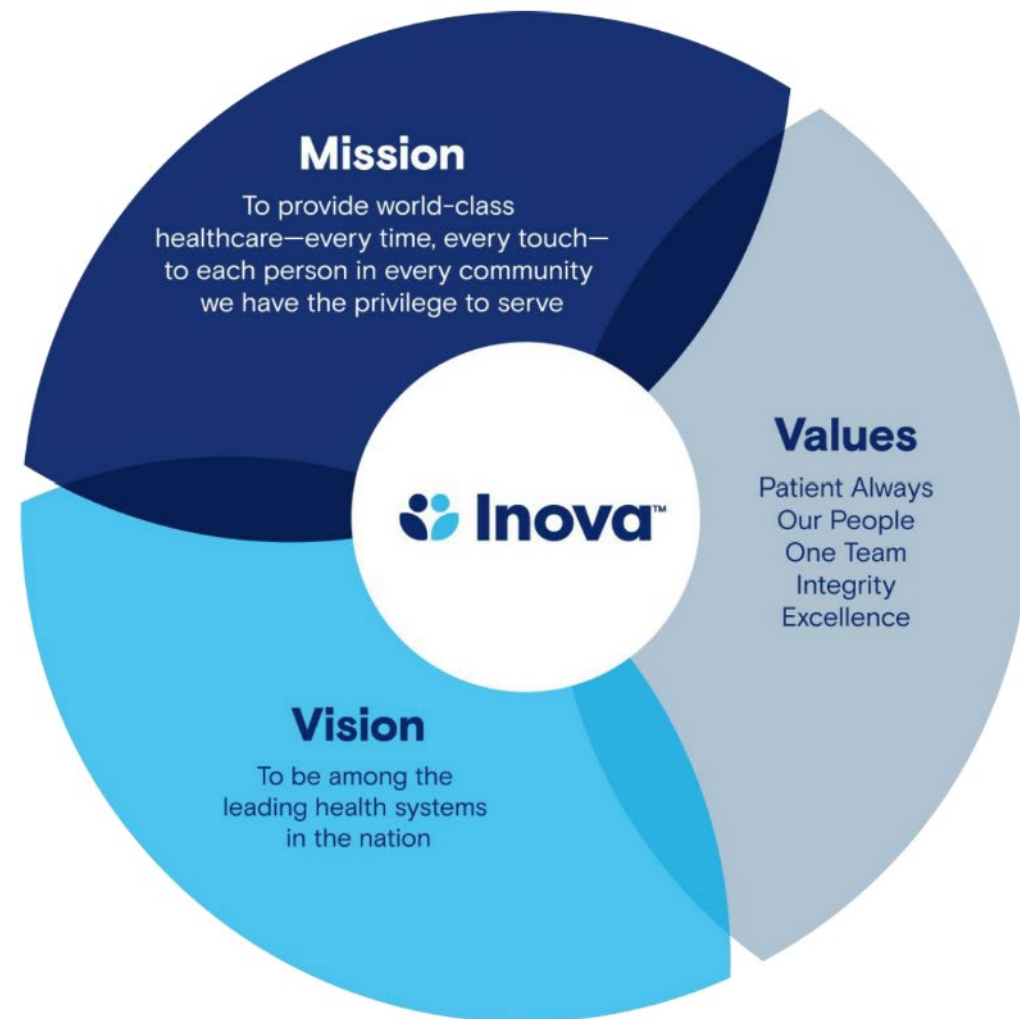 Mission
To provide world-class
healthcare—every time, every touch—
to each person in every community
we have the privilege to serve
Values
Patient Always
Our People
One Team
Integrity
Excellence
Inova™
Vision
To be among the
leading health systems
in the nation